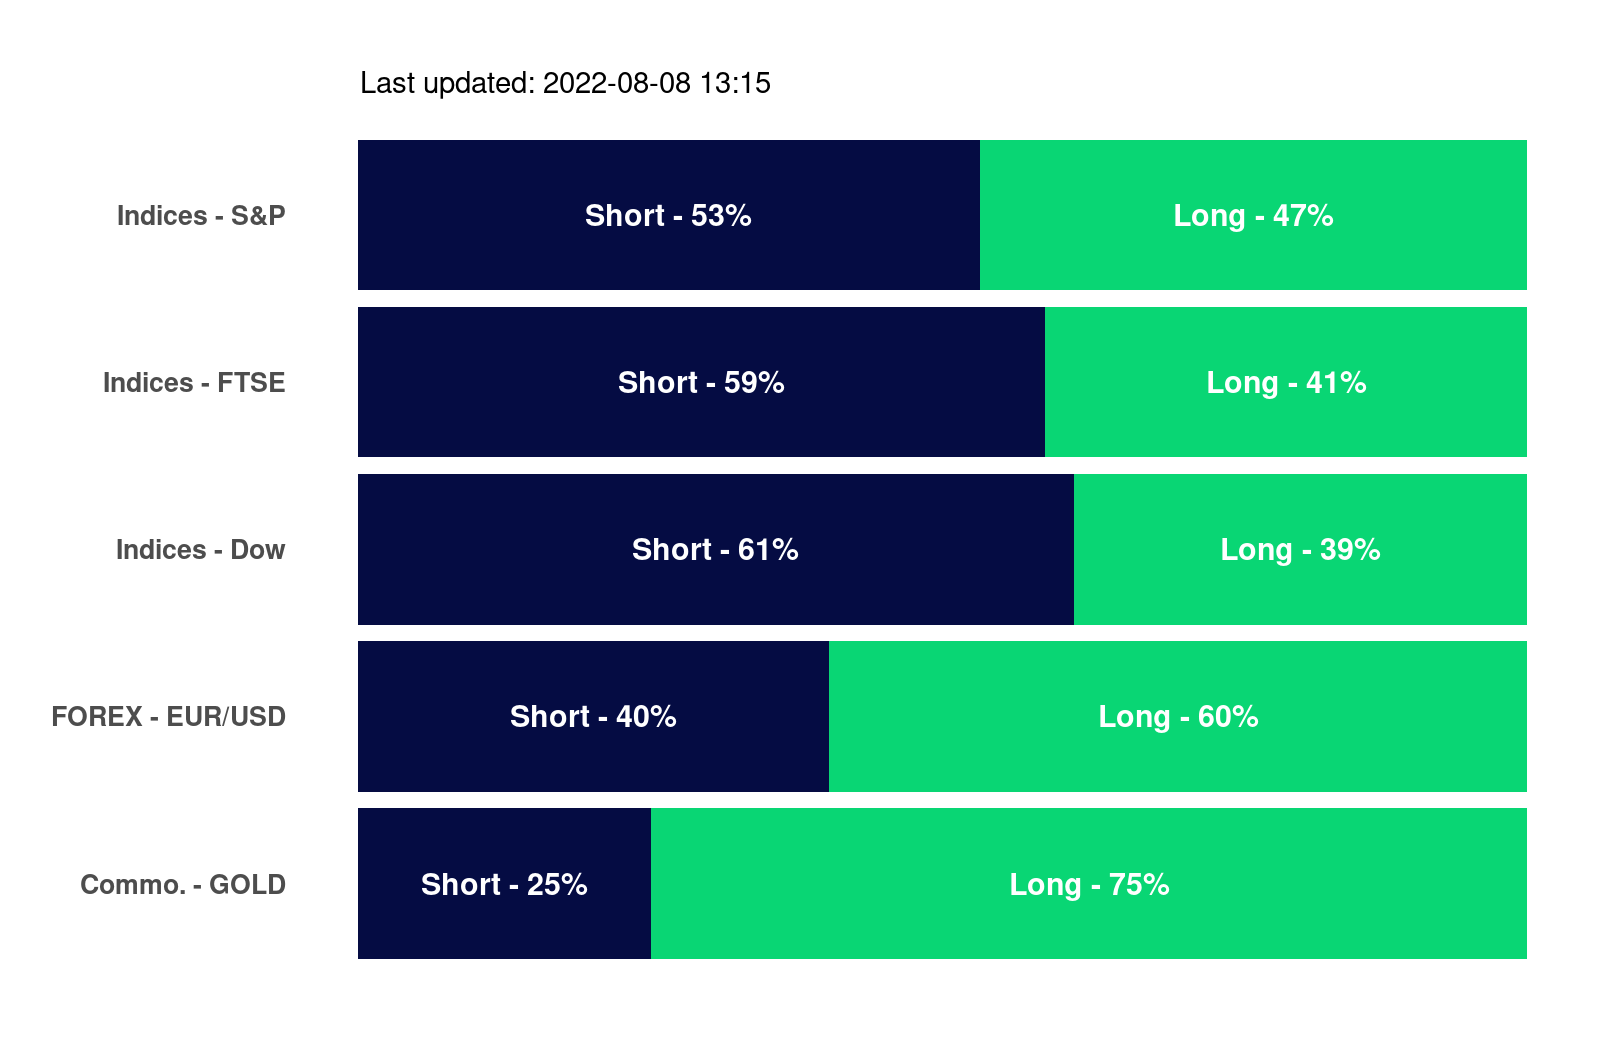 Last updated: 2022-08-08 13:15
Indices - S&P Short - 53% Long - 47%
Indices - FTSE Short - 59% Long - 41%
Indices - Dow Short - 61% Long - 39%
FOREX - EUR/USD Short - 40% Long - 60%
Commo. - GOLD Short - 25% Long - 75%